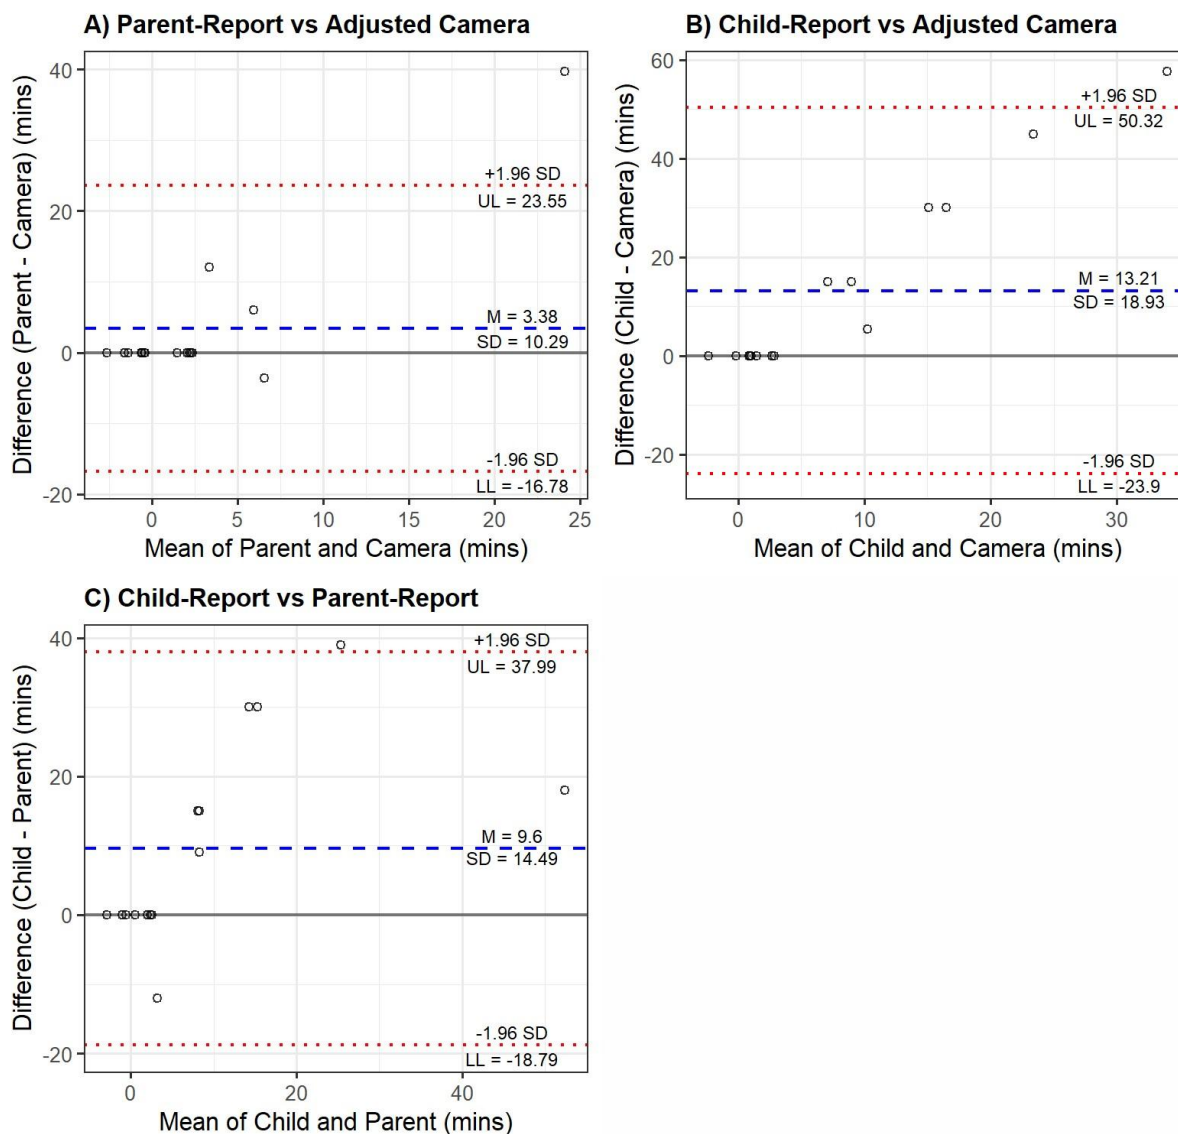 A) Parent-Report vs Adjusted Camera
Difference (Parent - Camera) (mins)
40
20
0
-20
+1.96 SD
UL = 23.55
M = 3.38
SD = 10.29
-1.96 SD
LL = -16.78
0 5 10 15 20 25
Mean of Parent and Camera (mins)
B) Child-Report vs Adjusted Camera
Difference (Child - Camera) (mins)
60
40
20
0
-20
+1.96 SD
UL = 50.32
M = 13.21
SD = 18.93
-1.96 SD
LL = -23.9
0 10 20 30
Mean of Child and Camera (mins)
C) Child-Report vs Parent-Report
Difference (Child - Parent) (mins)
40
20
0
-20
+1.96 SD
UL = 37.99
M = 9.6
SD = 14.49
-1.96 SD
LL = -18.79
0 20 40
Mean of Child and Parent (mins)